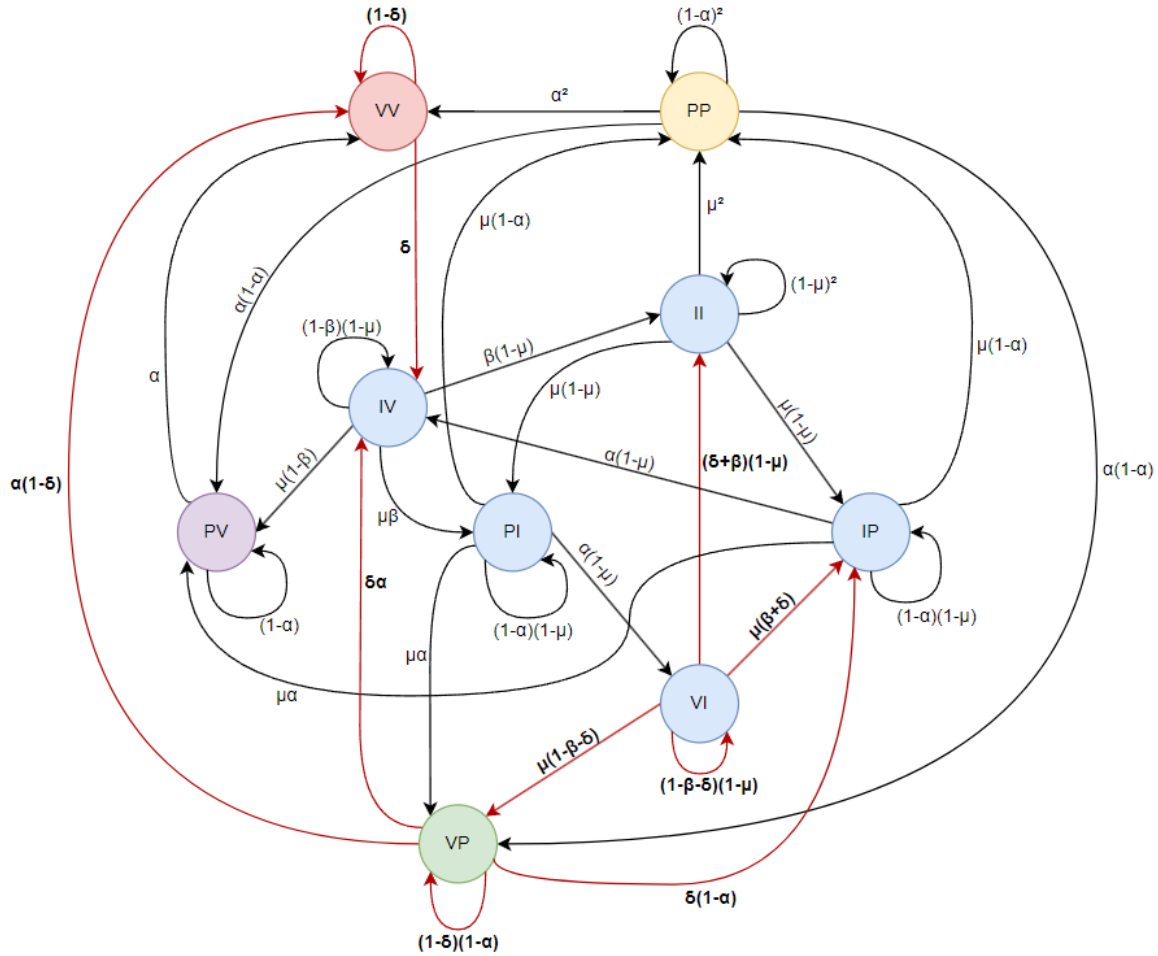 (1-δ)
(1-α)²
VV
α²
PP
μ(1-α)
μ²
δ
α(1-α)
II
(1-μ)²
(1-β)(1-μ)
β(1-μ)
μ(1-α)
α
μ(1-μ)
IV
μ(1-μ)
α(1-μ)
(δ+β)(1-μ)
α(1-α)
α(1-δ)
μ(1-β)
μβ
PV
PI
IP
α(1-μ)
δα
(1-α)
(1-α)(1-μ)
μ(β+δ)
(1-α)(1-μ)
μα
μα
VI
μ(1-β-δ)
(1-β-δ)(1-μ)
VP
δ(1-α)
(1-δ)(1-α)